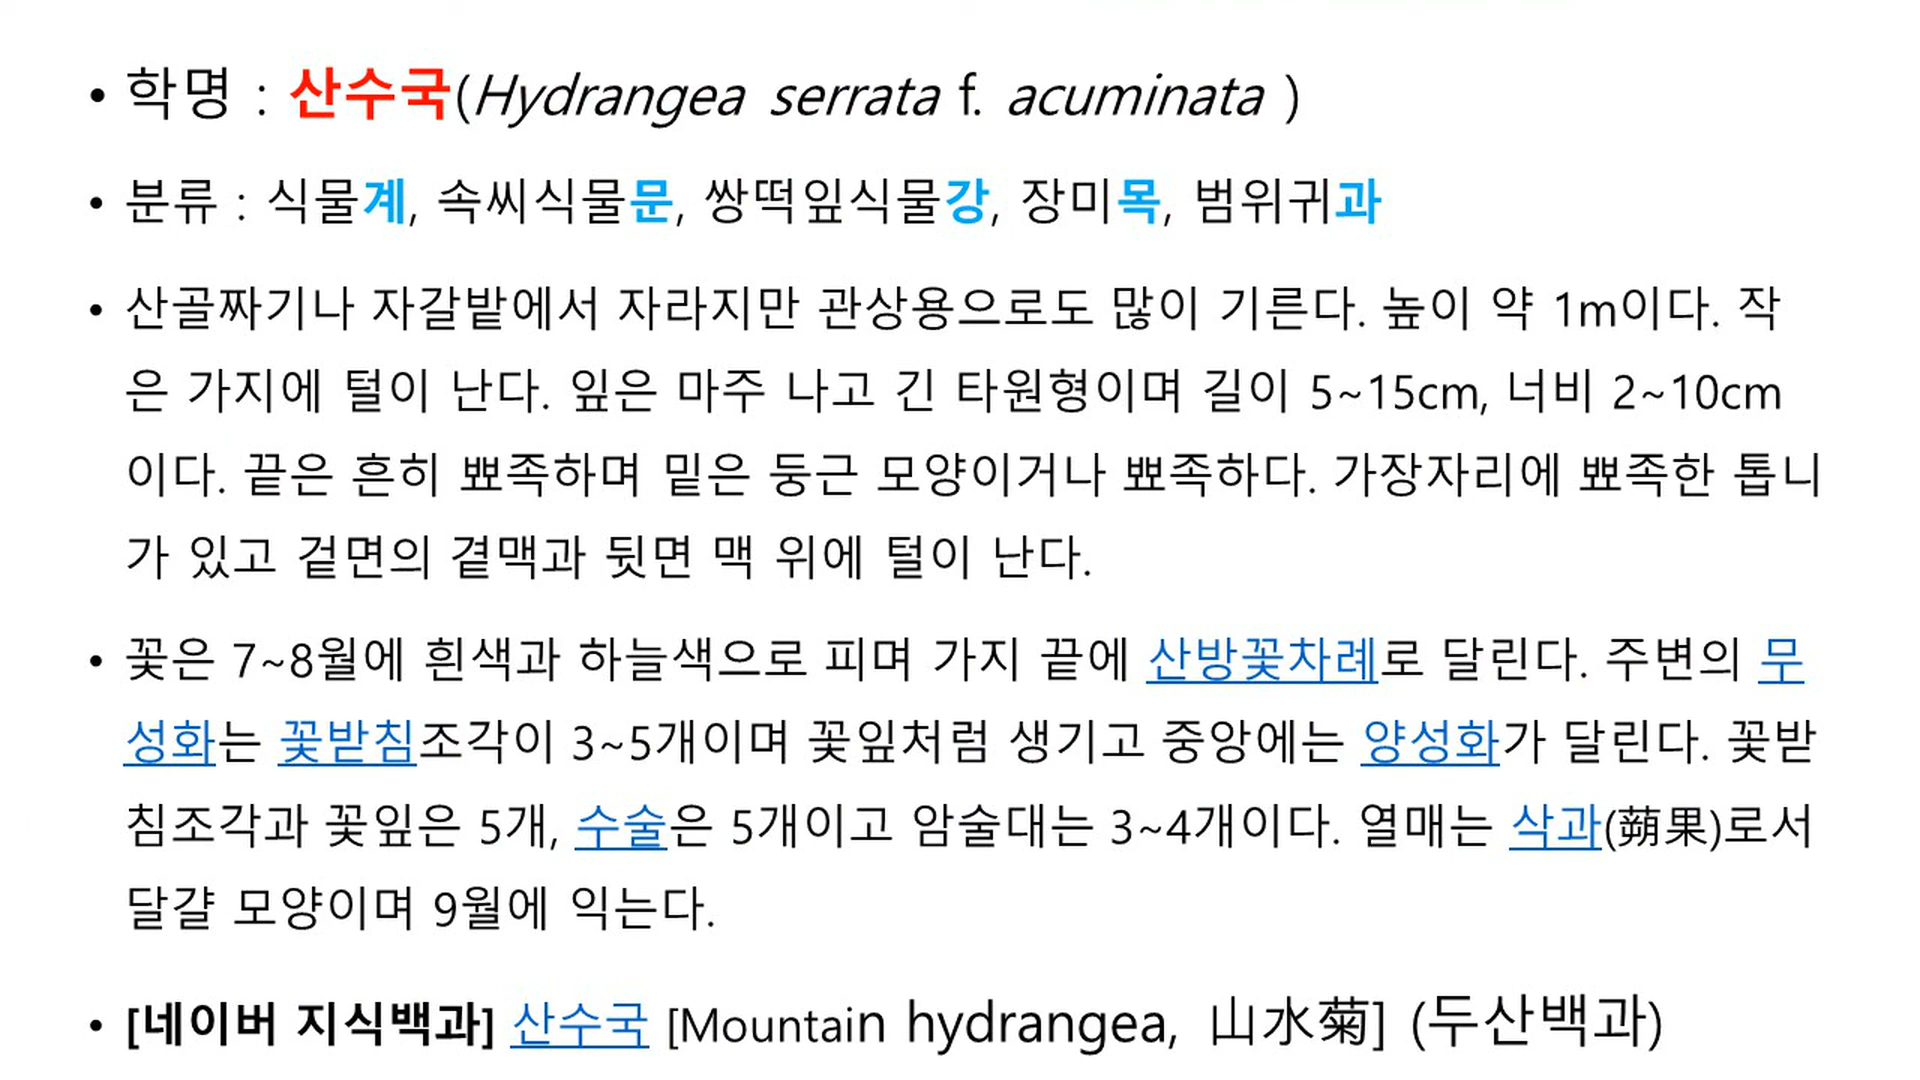 • 학명 : 산수국(Hydrangea serrata f. acuminata )
• 분류 : 식물계, 속씨식물문, 쌍떡잎식물강, 장미목, 범위귀과
• 산골짜기나 자갈밭에서 자라지만 관상용으로도 많이 기른다. 높이 약 1m이다. 작
은 가지에 털이 난다. 잎은 마주 나고 긴 타원형이며 길이 5~15cm, 너비 2~10cm
이다. 끝은 흔히 뾰족하며 밑은 둥근 모양이거나 뾰족하다. 가장자리에 뾰족한 톱니
가 있고 겉면의 곁맥과 뒷면 맥 위에 털이 난다.
• 꽃은 7~8월에 흰색과 하늘색으로 피며 가지 끝에 산방꽃차례로 달린다. 주변의 무
성화는 꽃받침조각이 3~5개이며 꽃잎처럼 생기고 중앙에는 양성화가 달린다. 꽃받
침조각과 꽃잎은 5개, 수술은 5개이고 암술대는 3~4개이다. 열매는 삭과(蒴果)로서
달걀 모양이며 9월에 익는다.
• [네이버 지식백과] 산수국 [Mountain hydrangea, 山水菊] (두산백과)